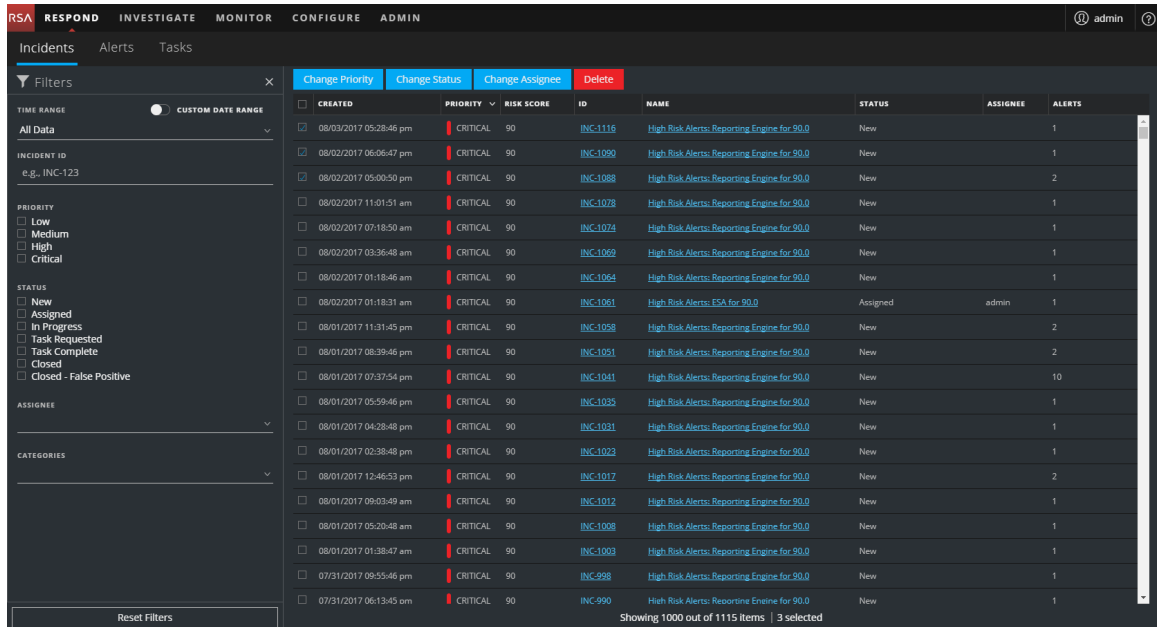 RSA RESPOND INVESTIGATE MONITOR CONFIGURE ADMIN admin ?
Incidents Alerts Tasks
Filters ×
TIME RANGE CUSTOM DATE RANGE
All Data
INCIDENT ID
e.g., INC-123
PRIORITY
Low
Medium
High
Critical
STATUS
New
Assigned
In Progress
Task Requested
Task Complete
Closed
Closed - False Positive
ASSIGNEE
CATEGORIES
Reset Filters
Change Priority Change Status Change Assignee Delete
CREATED PRIORITY RISK SCORE ID NAME STATUS ASSIGNEE ALERTS
08/03/2017 05:28:46 pm CRITICAL 90 INC-1116 High Risk Alerts: Reporting Engine for 90.0 New 1
08/02/2017 06:06:47 pm CRITICAL 90 INC-1090 High Risk Alerts: Reporting Engine for 90.0 New 1
08/02/2017 05:00:50 pm CRITICAL 90 INC-1088 High Risk Alerts: Reporting Engine for 90.0 New 2
08/02/2017 11:01:51 am CRITICAL 90 INC-1078 High Risk Alerts: Reporting Engine for 90.0 New 1
08/02/2017 07:18:50 am CRITICAL 90 INC-1074 High Risk Alerts: Reporting Engine for 90.0 New 1
08/02/2017 03:36:48 am CRITICAL 90 INC-1069 High Risk Alerts: Reporting Engine for 90.0 New 1
08/02/2017 01:18:46 am CRITICAL 90 INC-1064 High Risk Alerts: Reporting Engine for 90.0 New 1
08/02/2017 01:18:31 am CRITICAL 90 INC-1061 High Risk Alerts: ESA for 90.0 Assigned admin 1
08/01/2017 11:31:45 pm CRITICAL 90 INC-1058 High Risk Alerts: Reporting Engine for 90.0 New 2
08/01/2017 08:39:46 pm CRITICAL 90 INC-1051 High Risk Alerts: Reporting Engine for 90.0 New 2
08/01/2017 07:37:54 pm CRITICAL 90 INC-1041 High Risk Alerts: Reporting Engine for 90.0 New 10
08/01/2017 05:59:46 pm CRITICAL 90 INC-1035 High Risk Alerts: Reporting Engine for 90.0 New 1
08/01/2017 04:28:48 pm CRITICAL 90 INC-1031 High Risk Alerts: Reporting Engine for 90.0 New 1
08/01/2017 02:38:48 pm CRITICAL 90 INC-1023 High Risk Alerts: Reporting Engine for 90.0 New 1
08/01/2017 12:46:53 pm CRITICAL 90 INC-1017 High Risk Alerts: Reporting Engine for 90.0 New 2
08/01/2017 09:03:49 am CRITICAL 90 INC-1012 High Risk Alerts: Reporting Engine for 90.0 New 1
08/01/2017 05:20:48 am CRITICAL 90 INC-1008 High Risk Alerts: Reporting Engine for 90.0 New 1
08/01/2017 01:38:47 am CRITICAL 90 INC-1003 High Risk Alerts: Reporting Engine for 90.0 New 1
07/31/2017 09:55:46 pm CRITICAL 90 INC-998 High Risk Alerts: Reporting Engine for 90.0 New 1
07/31/2017 06:13:45 pm CRITICAL 90 INC-990 High Risk Alerts: Reporting Engine for 90.0 New 1
Showing 1000 out of 1115 items | 3 selected